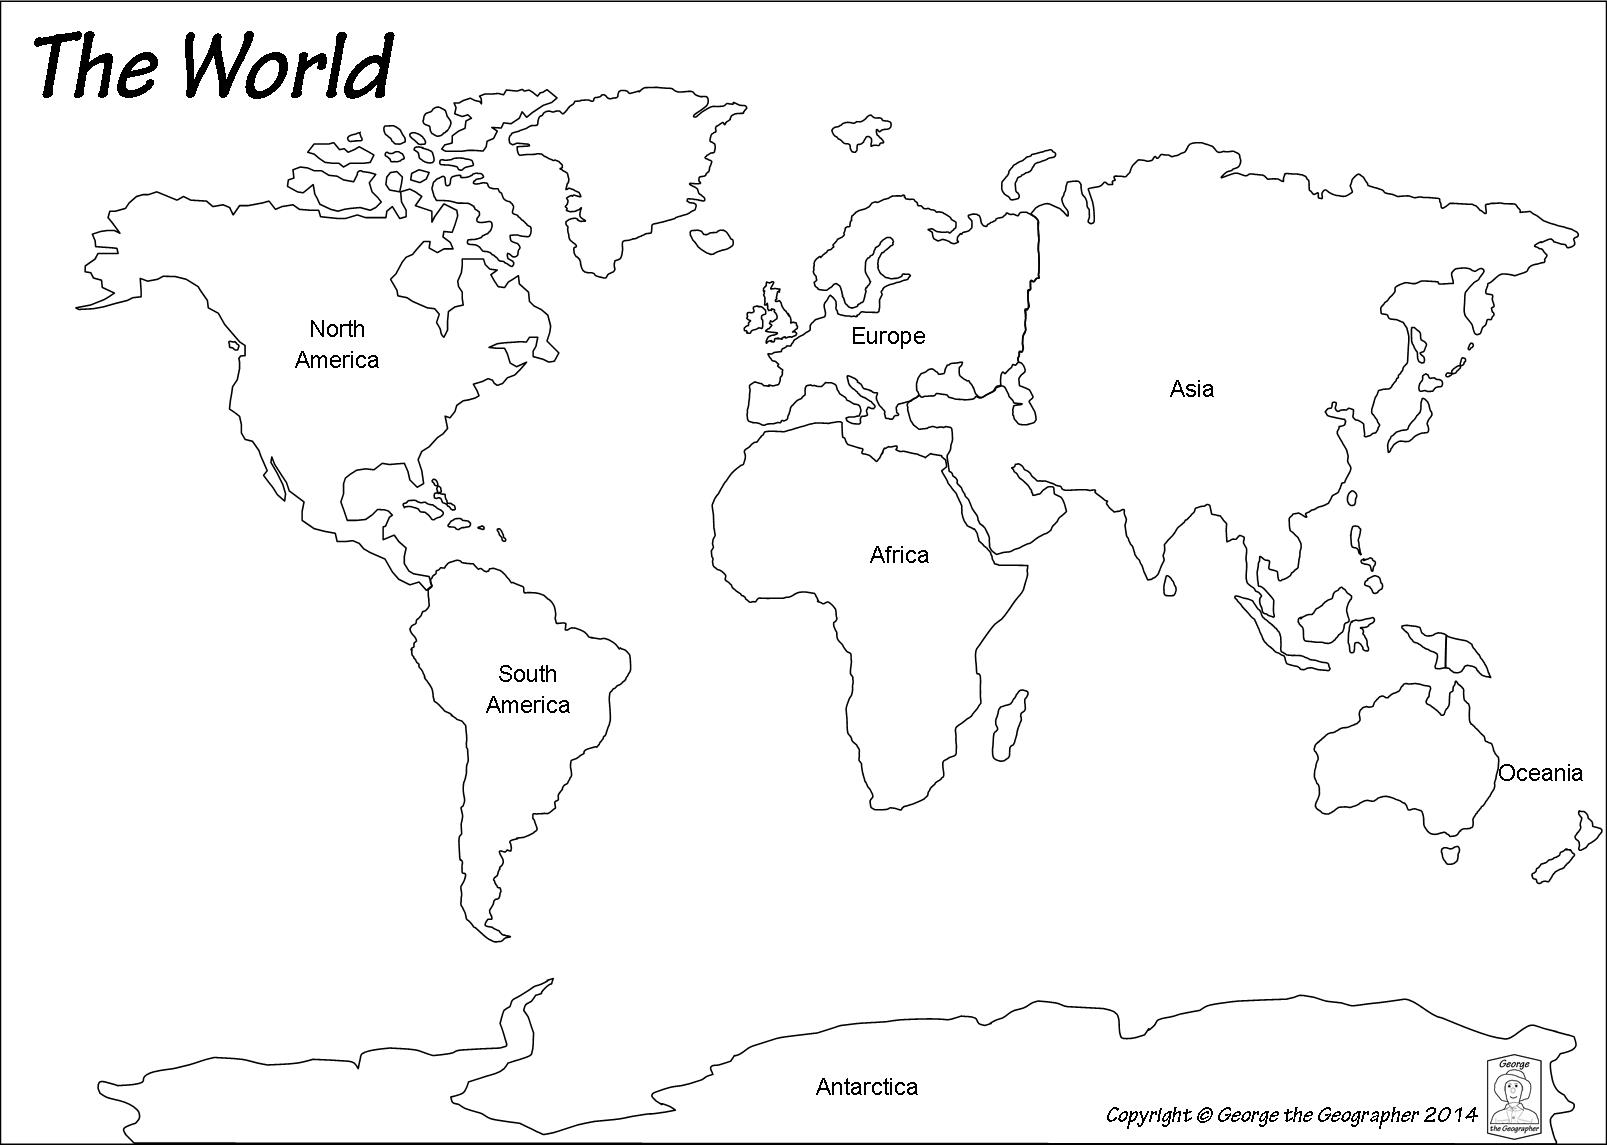 The World
North
America
Europe
Asia
Africa
South
America
Oceania
Antarctica
Copyright © George the Geographer 2014
George
the Geographer